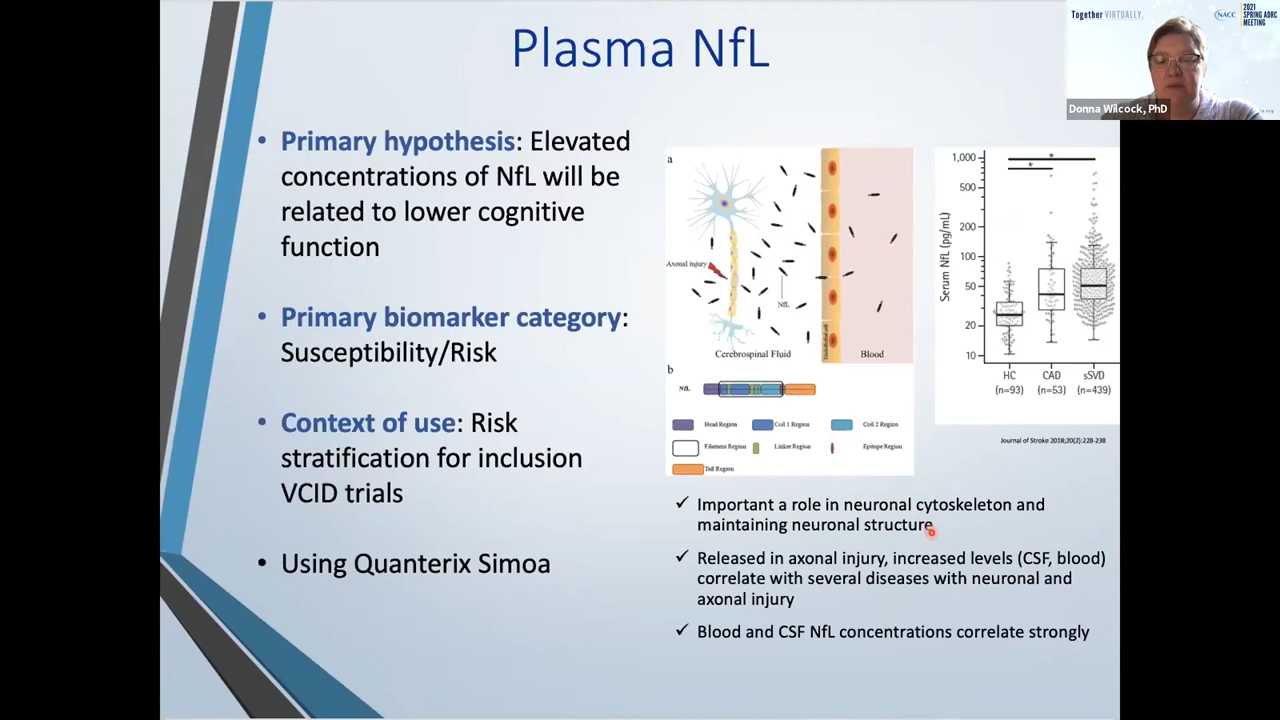 Plasma NfL
Together VIRTUALLY.
NACC
2021
SPRING ADRC
MEETING
Donna Wilcock, PhD
• Primary hypothesis: Elevated
concentrations of NfL will be
related to lower cognitive
function
• Primary biomarker category:
Susceptibility/Risk
• Context of use: Risk
stratification for inclusion
VCID trials
• Using Quanterix Simoa
a
Axonal injury
NfL
Endothelial cell
Cerebrospinal Fluid
Blood
b
NfL
Head Region
Coil 1 Region
Coil 2 Region
Filament Region
Linker Region
Epitope Region
Tail Region
Serum NfL (pg/mL)
1,000
500
200
100
50
20
10
*
*
HC
CAD
sSVD
(n=93)
(n=53)
(n=439)
Journal of Stroke 2018;20(2):228-238
✓ Important a role in neuronal cytoskeleton and
maintaining neuronal structure
✓ Released in axonal injury, increased levels (CSF, blood)
correlate with several diseases with neuronal and
axonal injury
✓ Blood and CSF NfL concentrations correlate strongly